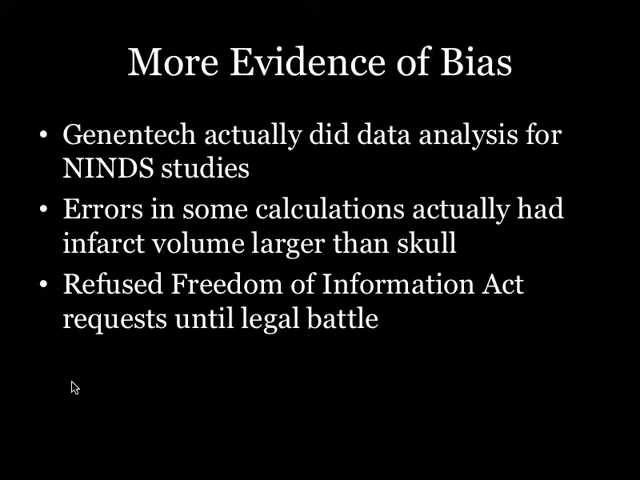 More Evidence of Bias
• Genentech actually did data analysis for
NINDS studies
• Errors in some calculations actually had
infarct volume larger than skull
• Refused Freedom of Information Act
requests until legal battle